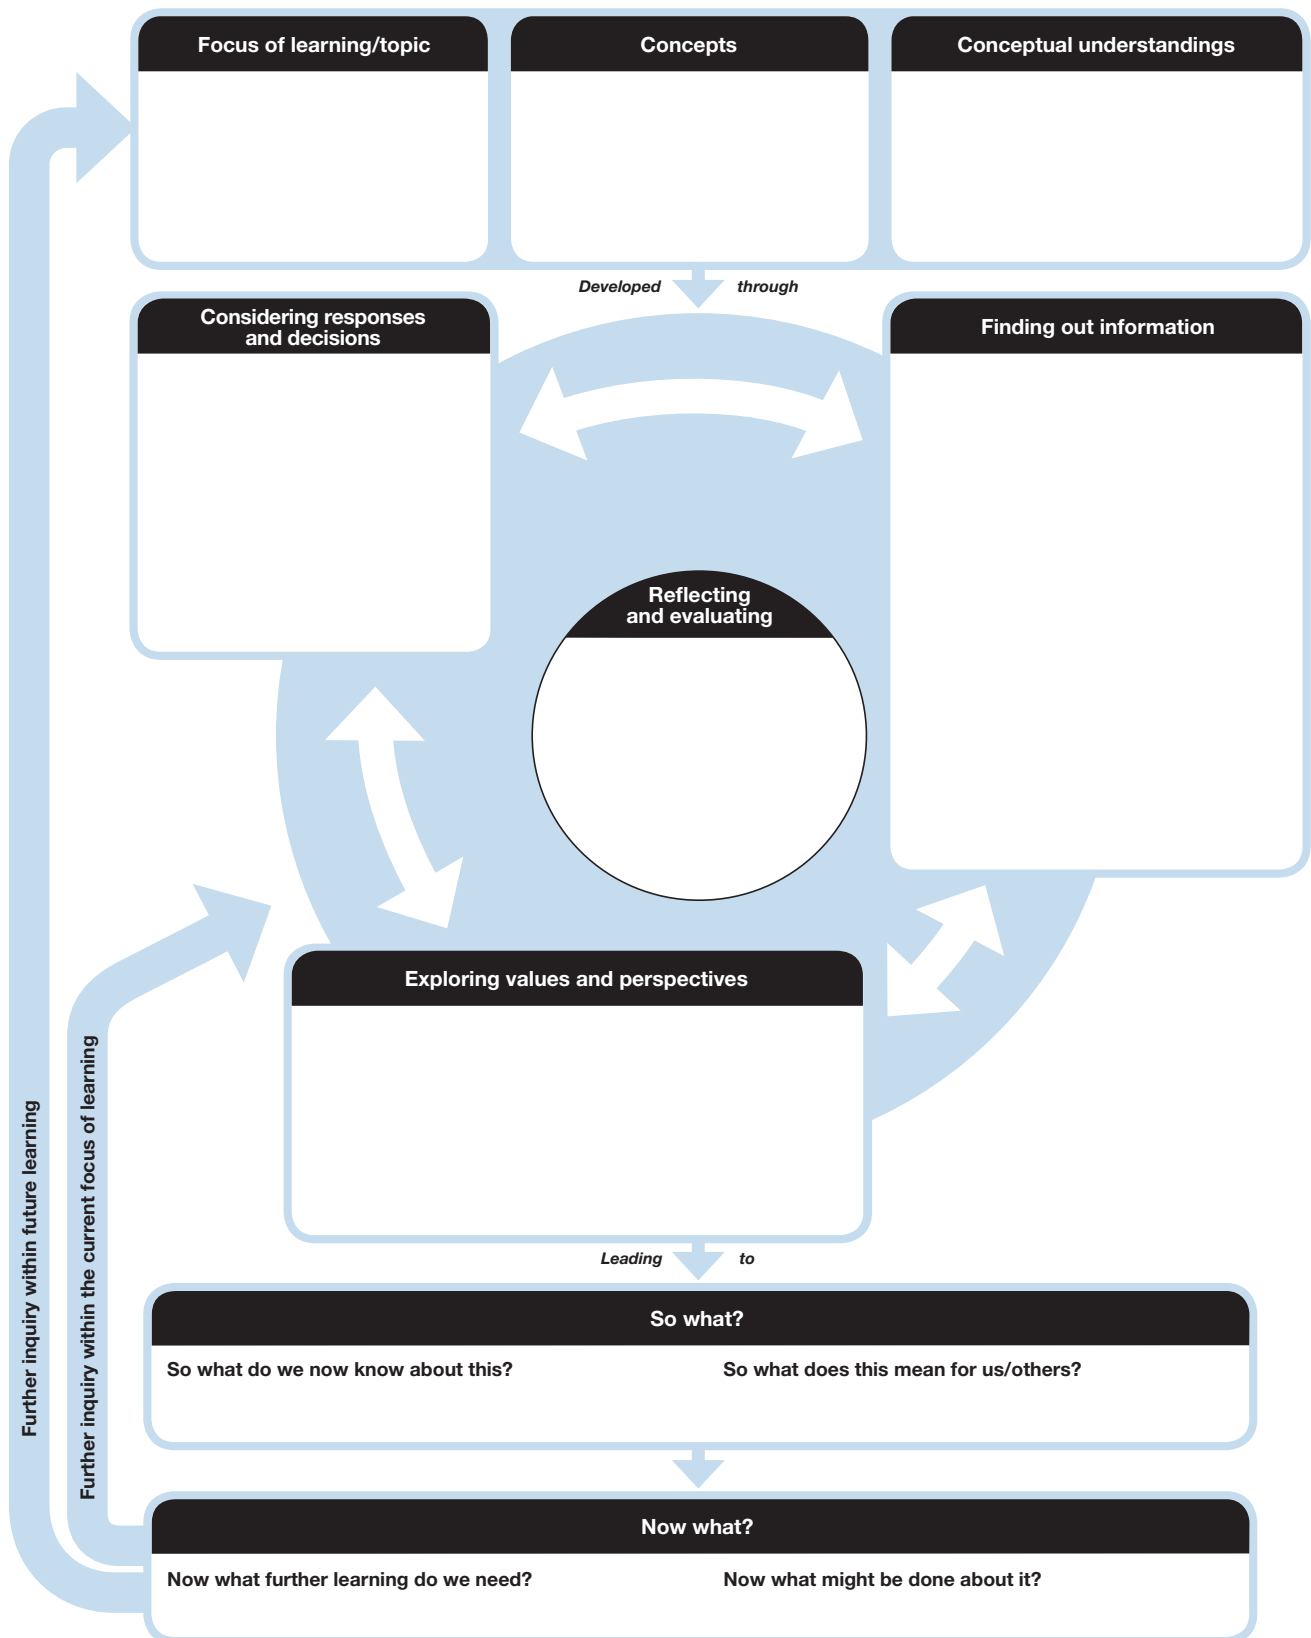 Focus of learning/topic
Concepts
Conceptual understandings
Developed through
Considering responses
and decisions
Finding out information
Reflecting
and evaluating
Exploring values and perspectives
Leading to
So what?
So what do we now know about this?
So what does this mean for us/others?
Now what?
Now what further learning do we need?
Now what might be done about it?
Further inquiry within future learning
Further inquiry within the current focus of learning